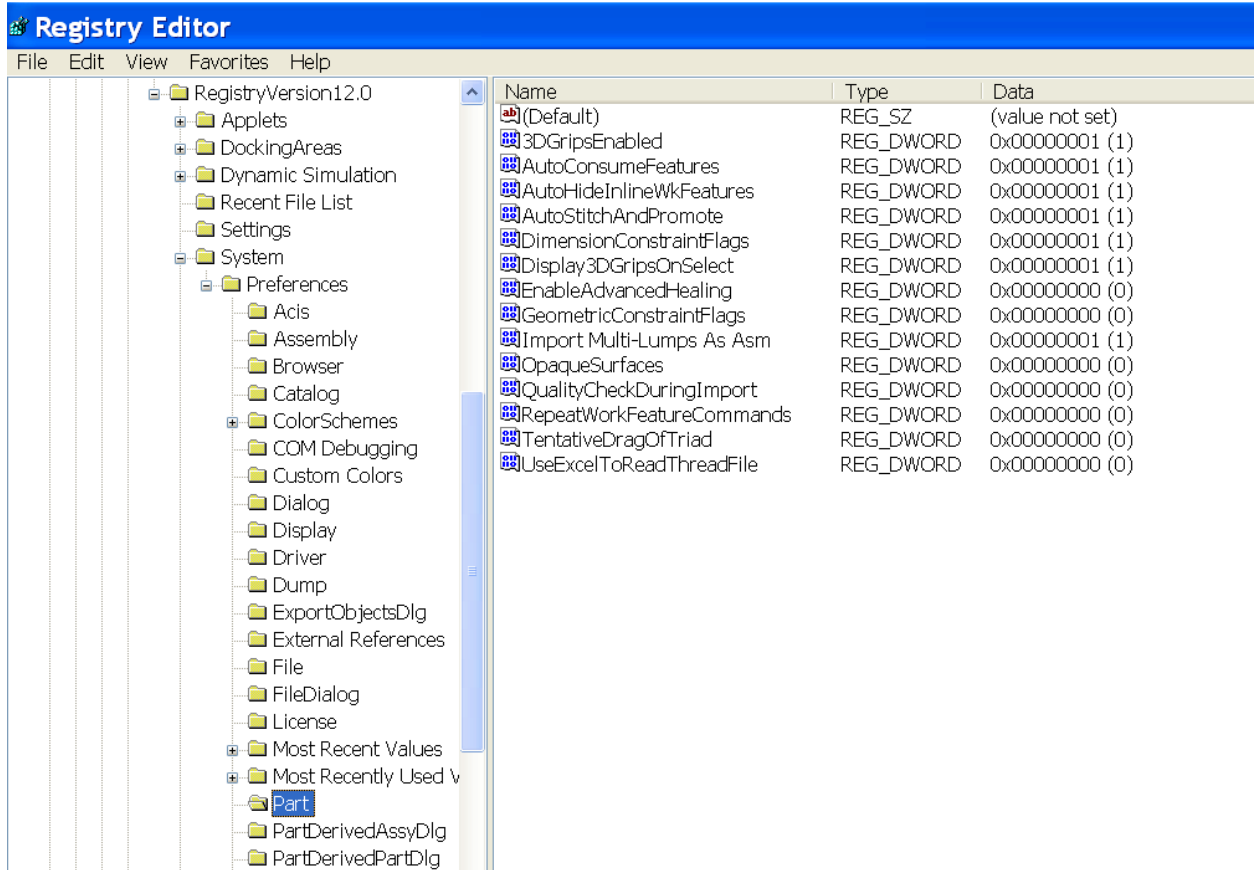 Registry Editor
File Edit View Favorites Help
RegistryVersion12.0
Applets
DockingAreas
Dynamic Simulation
Recent File List
Settings
System
Preferences
Acis
Assembly
Browser
Catalog
ColorSchemes
COM Debugging
Custom Colors
Dialog
Display
Driver
Dump
ExportObjectsDlg
External References
File
FileDialog
License
Most Recent Values
Most Recently Used V
Part
PartDerivedAssyDlg
PartDerivedPartDlg
Name Type Data
(Default) REG_SZ (value not set)
3DGripsEnabled REG_DWORD 0x00000001 (1)
AutoConsumeFeatures REG_DWORD 0x00000001 (1)
AutoHideInlineWkFeatures REG_DWORD 0x00000001 (1)
AutoStitchAndPromote REG_DWORD 0x00000001 (1)
DimensionConstraintFlags REG_DWORD 0x00000001 (1)
Display3DGripsOnSelect REG_DWORD 0x00000001 (1)
EnableAdvancedHealing REG_DWORD 0x00000000 (0)
GeometricConstraintFlags REG_DWORD 0x00000000 (0)
Import Multi-Lumps As Asm REG_DWORD 0x00000001 (1)
OpaqueSurfaces REG_DWORD 0x00000000 (0)
QualityCheckDuringImport REG_DWORD 0x00000000 (0)
RepeatWorkFeatureCommands REG_DWORD 0x00000000 (0)
TentativeDragOfTriad REG_DWORD 0x00000000 (0)
UseExcelToReadThreadFile REG_DWORD 0x00000000 (0)